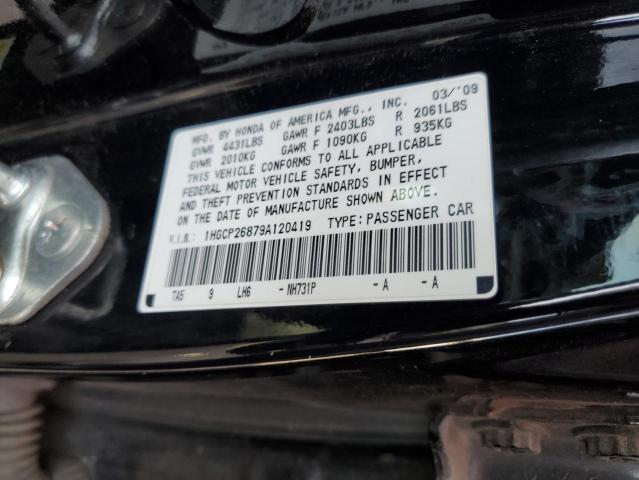 MFD. BY HONDA OF AMERICA MFG., INC. 03/'09
GVWR 4431LBS GAWR F 2403LBS R 2061LBS
GVWR 2010KG GAWR F 1090KG R 935KG
THIS VEHICLE CONFORMS TO ALL APPLICABLE
FEDERAL MOTOR VEHICLE SAFETY, BUMPER,
AND THEFT PREVENTION STANDARDS IN EFFECT
ON THE DATE OF MANUFACTURE SHOWN ABOVE.
V.I.N.: 1HGCP26879A120419 TYPE: PASSENGER CAR
TA5 9 LH6 -NH731P -A -A